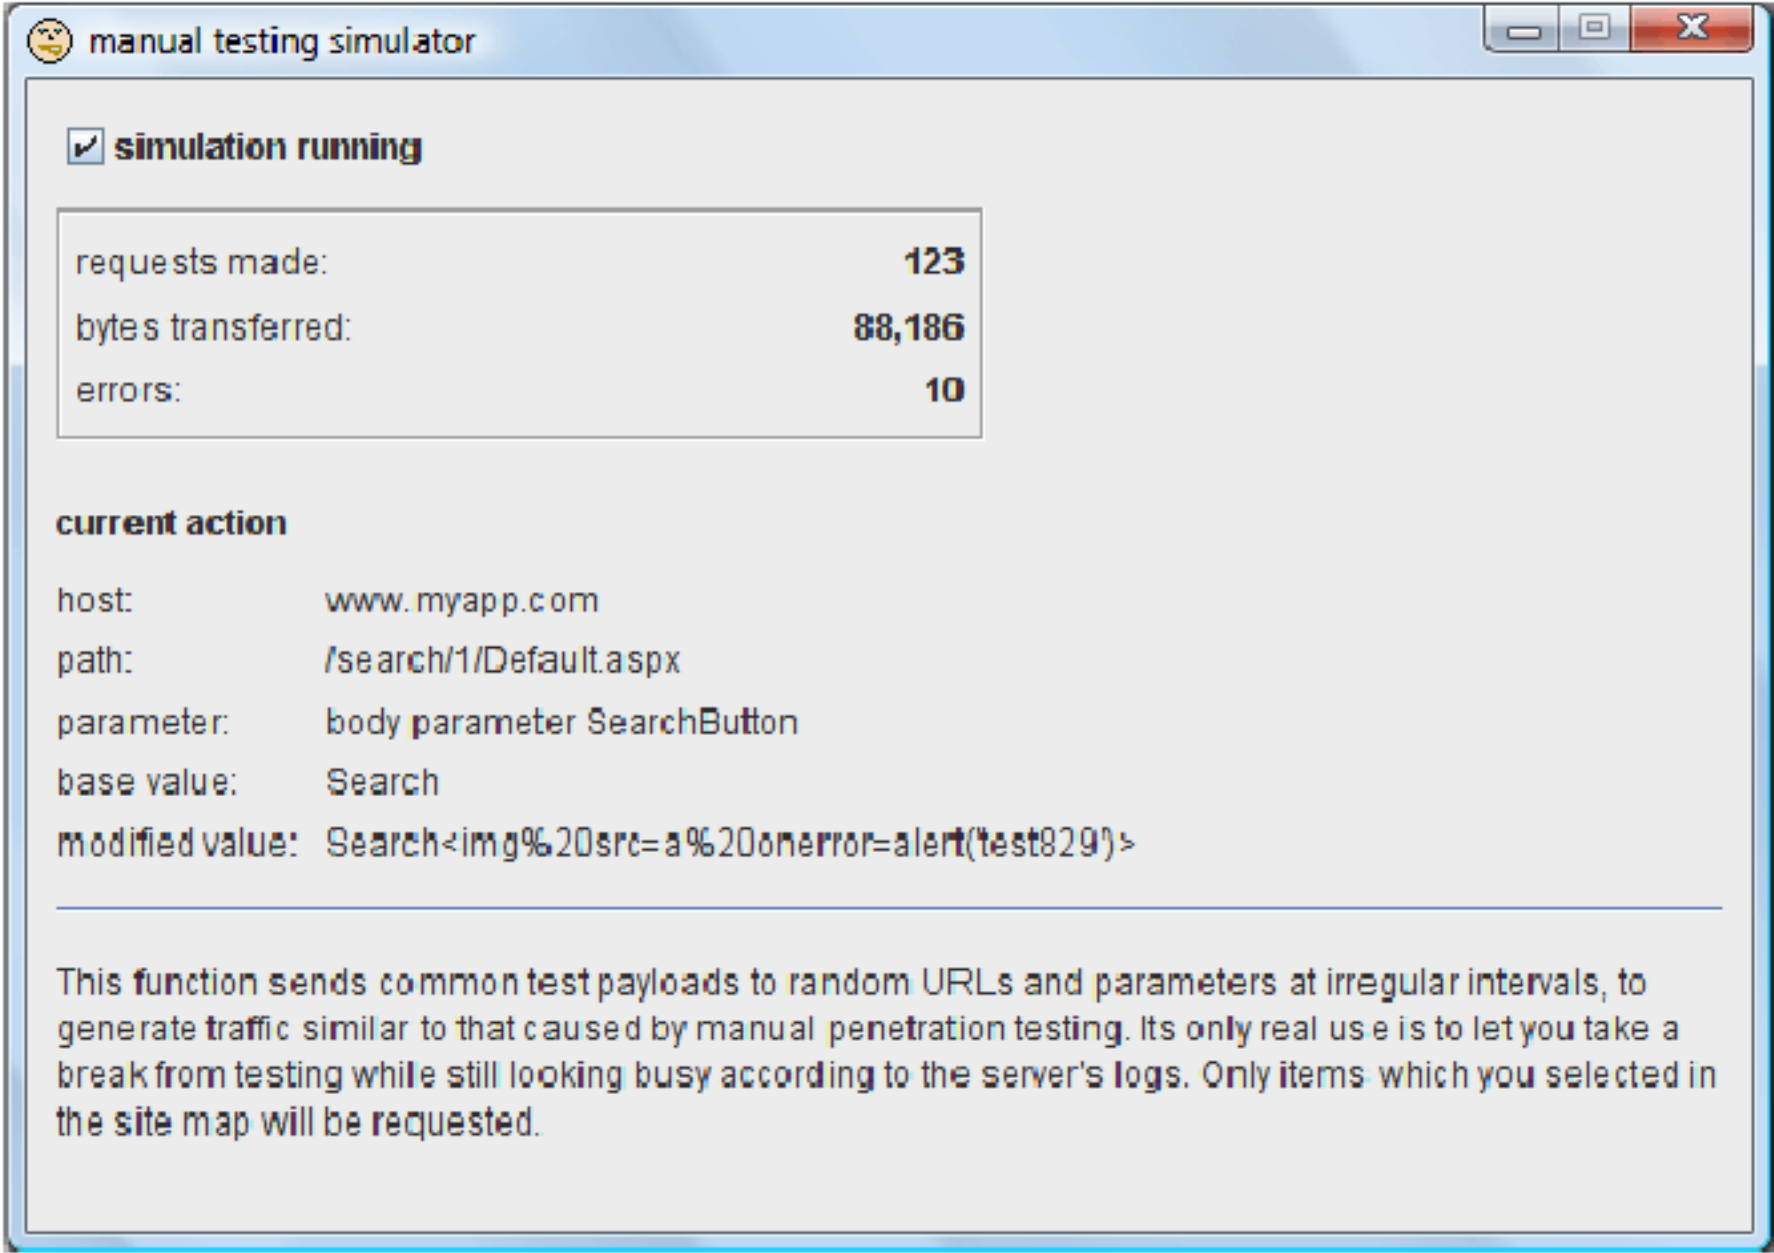 manual testing simulator
simulation running
requests made: 123
bytes transferred: 88,186
errors: 10
current action
host: www.myapp.com
path: /search/1/Default.aspx
parameter: body parameter SearchButton
base value: Search
modified value: Search<img%20src=a%20onerror=alert('test829')>
This function sends common test payloads to random URLs and parameters at irregular intervals, to
generate traffic similar to that caused by manual penetration testing. Its only real use is to let you take a
break from testing while still looking busy according to the server's logs. Only items which you selected in
the site map will be requested.